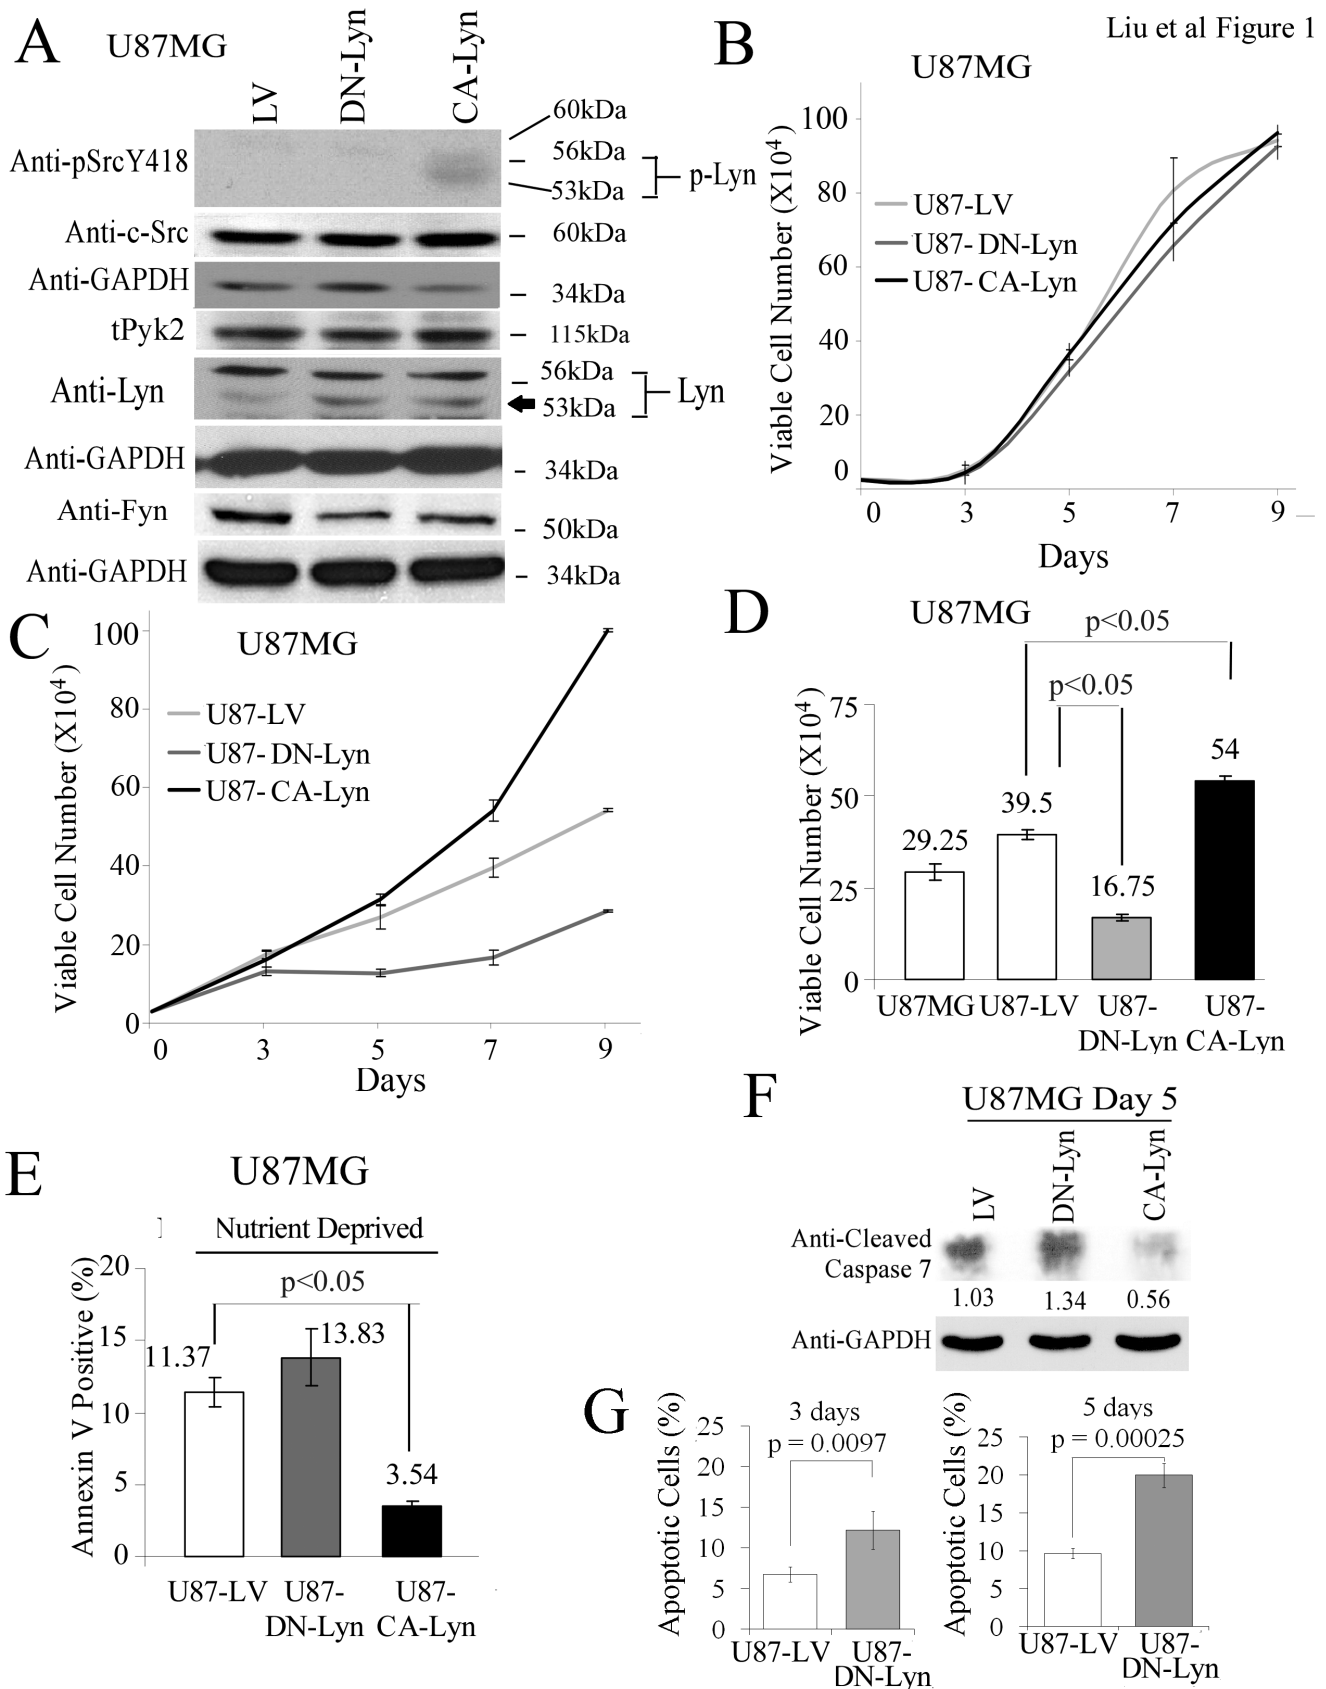 Liu et al Figure 1
A
U87MG
LV
DN-Lyn
CA-Lyn
Anti-pSrcY418
60kDa
56kDa
53kDa
p-Lyn
Anti-c-Src
60kDa
Anti-GAPDH
34kDa
tPyk2
115kDa
Anti-Lyn
56kDa
53kDa
Lyn
Anti-GAPDH
34kDa
Anti-Fyn
50kDa
Anti-GAPDH
34kDa
B
U87MG
Viable Cell Number (X10⁴)
100
80
60
40
20
0
U87-LV
U87- DN-Lyn
U87- CA-Lyn
0 3 5 7 9
Days
C
U87MG
Viable Cell Number (X10⁴)
100
80
60
40
20
0
U87-LV
U87- DN-Lyn
U87- CA-Lyn
0 3 5 7 9
Days
D
U87MG
p<0.05
p<0.05
Viable Cell Number (X10⁴)
75
50
25
0
29.25
39.5
16.75
54
U87MG U87-LV U87- U87-
DN-Lyn CA-Lyn
E
U87MG
Nutrient Deprived
p<0.05
Annexin V Positive (%)
20
15
10
5
0
11.37
13.83
3.54
U87-LV U87- U87-
DN-Lyn CA-Lyn
F
U87MG Day 5
LV
DN-Lyn
CA-Lyn
Anti-Cleaved
Caspase 7
1.03 1.34 0.56
Anti-GAPDH
G
3 days
p = 0.0097
Apoptotic Cells (%)
25
20
15
10
5
0
U87-LV U87-
DN-Lyn
5 days
p = 0.00025
Apoptotic Cells (%)
25
20
15
10
5
0
U87-LV U87-
DN-Lyn